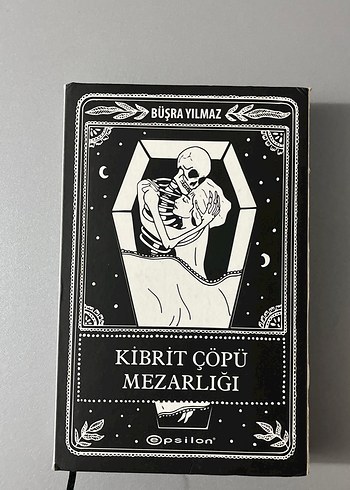 BÜŞRA YILMAZ
KİBRİT ÇÖPÜ
MEZARLIĞI
epsilon